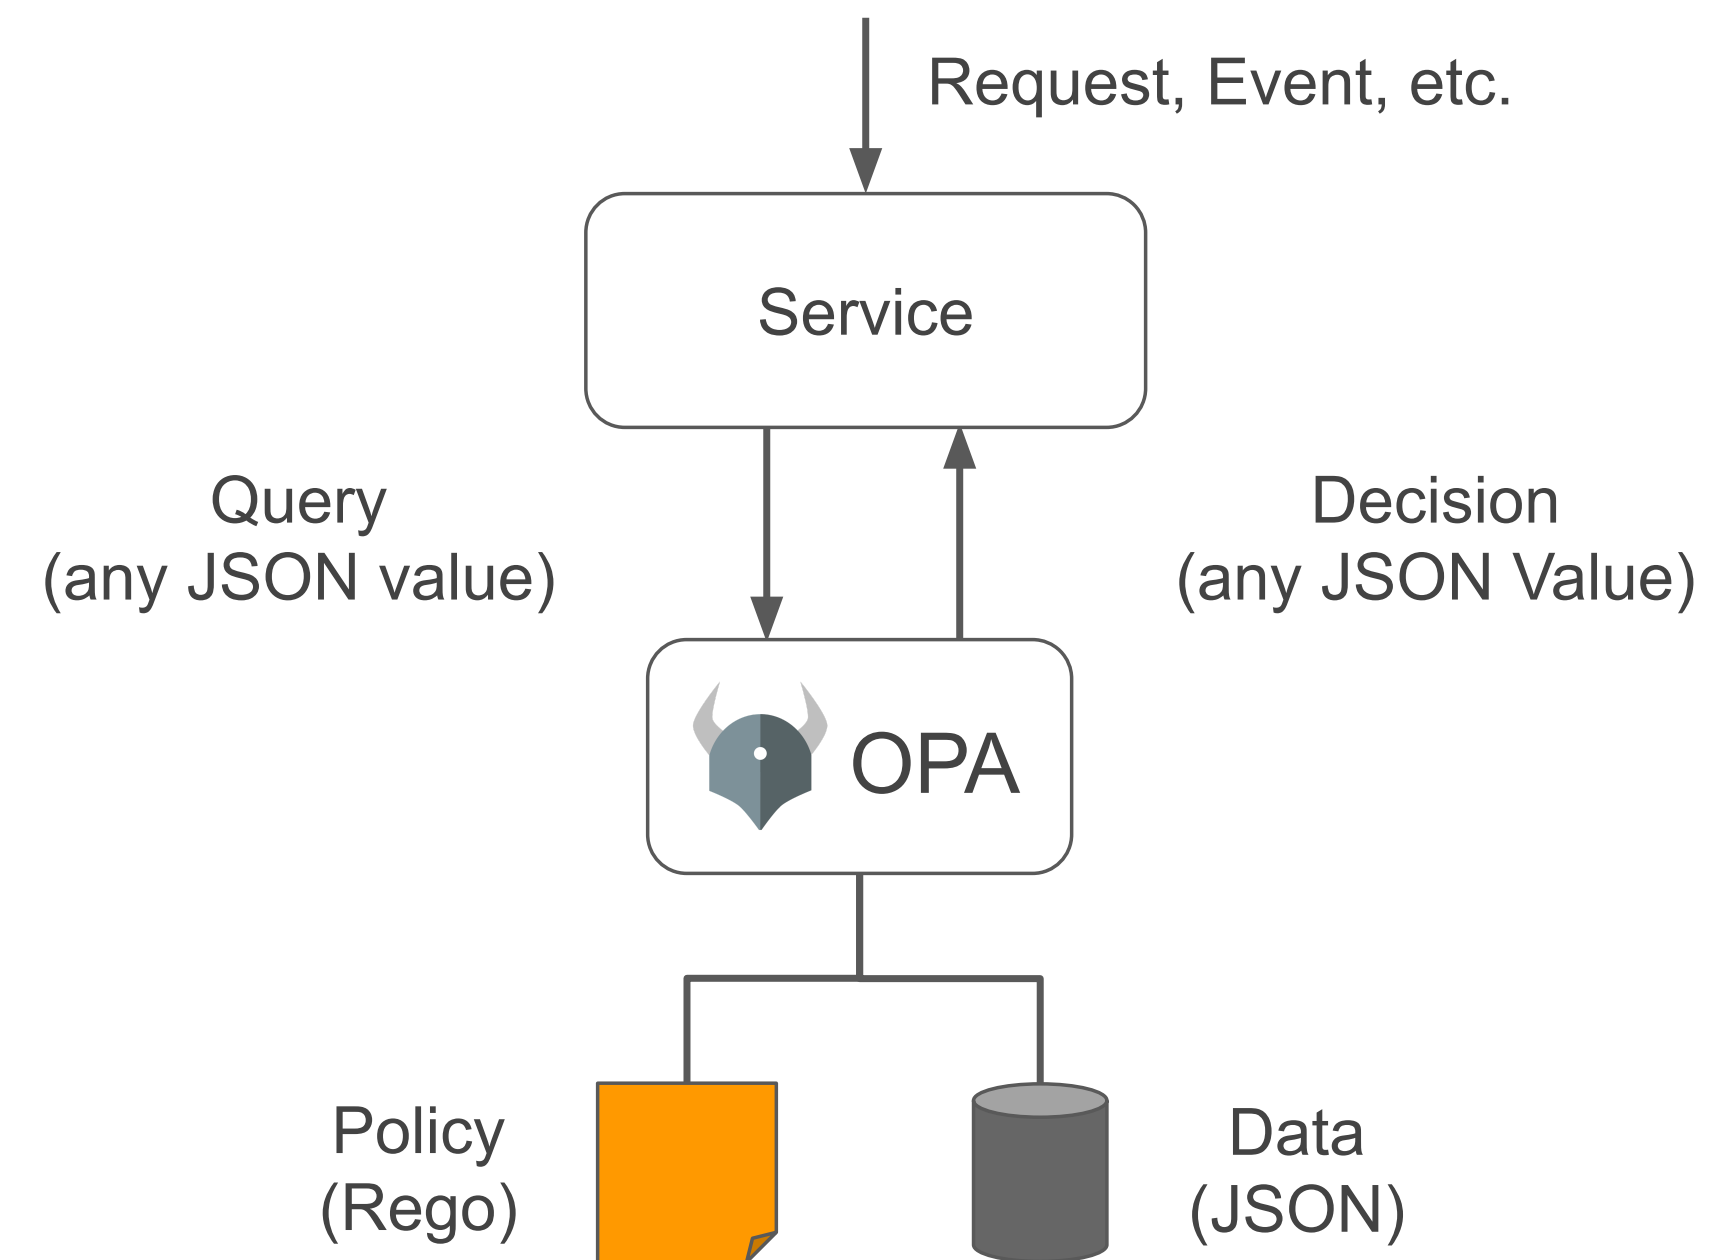 Request, Event, etc.
Service
Query
(any JSON value)
Decision
(any JSON Value)
OPA
Policy
(Rego)
Data
(JSON)